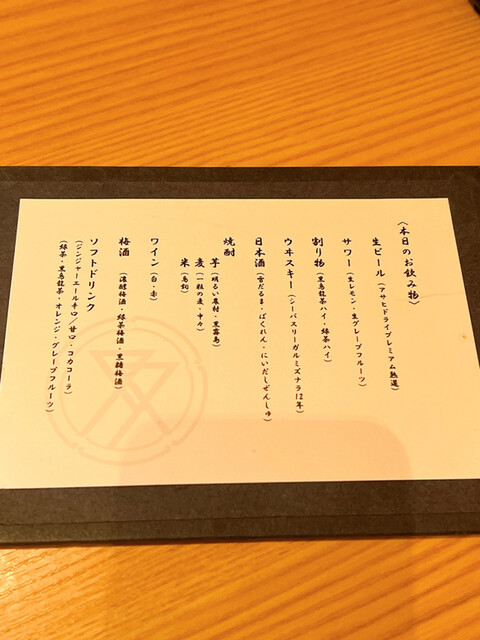 〈本日のお飲み物〉
生ビール(アサヒドライプレミアム熟選)
サワー(生レモン・生グレープフルーツ)
割り物(黒烏龍茶ハイ・緑茶ハイ)
ウヰスキー(シーバスリーガルミズナラ12年)
日本酒(雪だるま・ばくれん・にいだしぜんしゅ)
焼酎
芋(明るい農村・黒霧島)
麦(一粒の麦・中々)
米(鳥飼)
ワイン(白・赤)
梅酒(濃醇梅酒・緑茶梅酒・黒糖梅酒)
ソフトドリンク
(ジンジャーエール辛口/甘口・コカコーラ)
(緑茶・黒烏龍茶・オレンジ・グレープフルーツ)